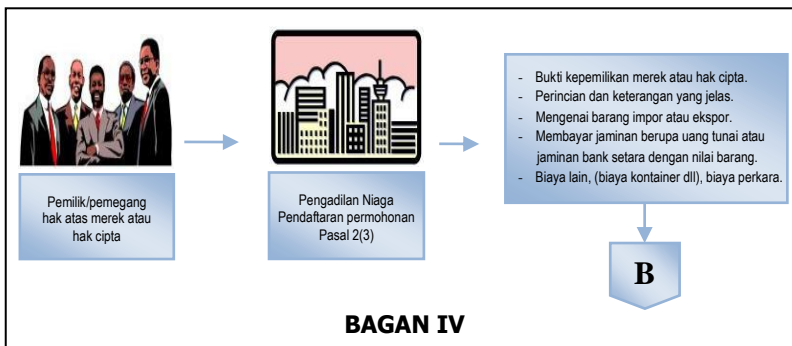 Pemilik/pemegang
hak atas merek atau
hak cipta
Pengadilan Niaga
Pendaftaran permohonan
Pasal 2(3)
- Bukti kepemilikan merek atau hak cipta.
- Perincian dan keterangan yang jelas.
- Mengenai barang impor atau ekspor.
- Membayar jaminan berupa uang tunai atau
jaminan bank setara dengan nilai barang.
- Biaya lain, (biaya kontainer dll), biaya perkara.
B
BAGAN IV